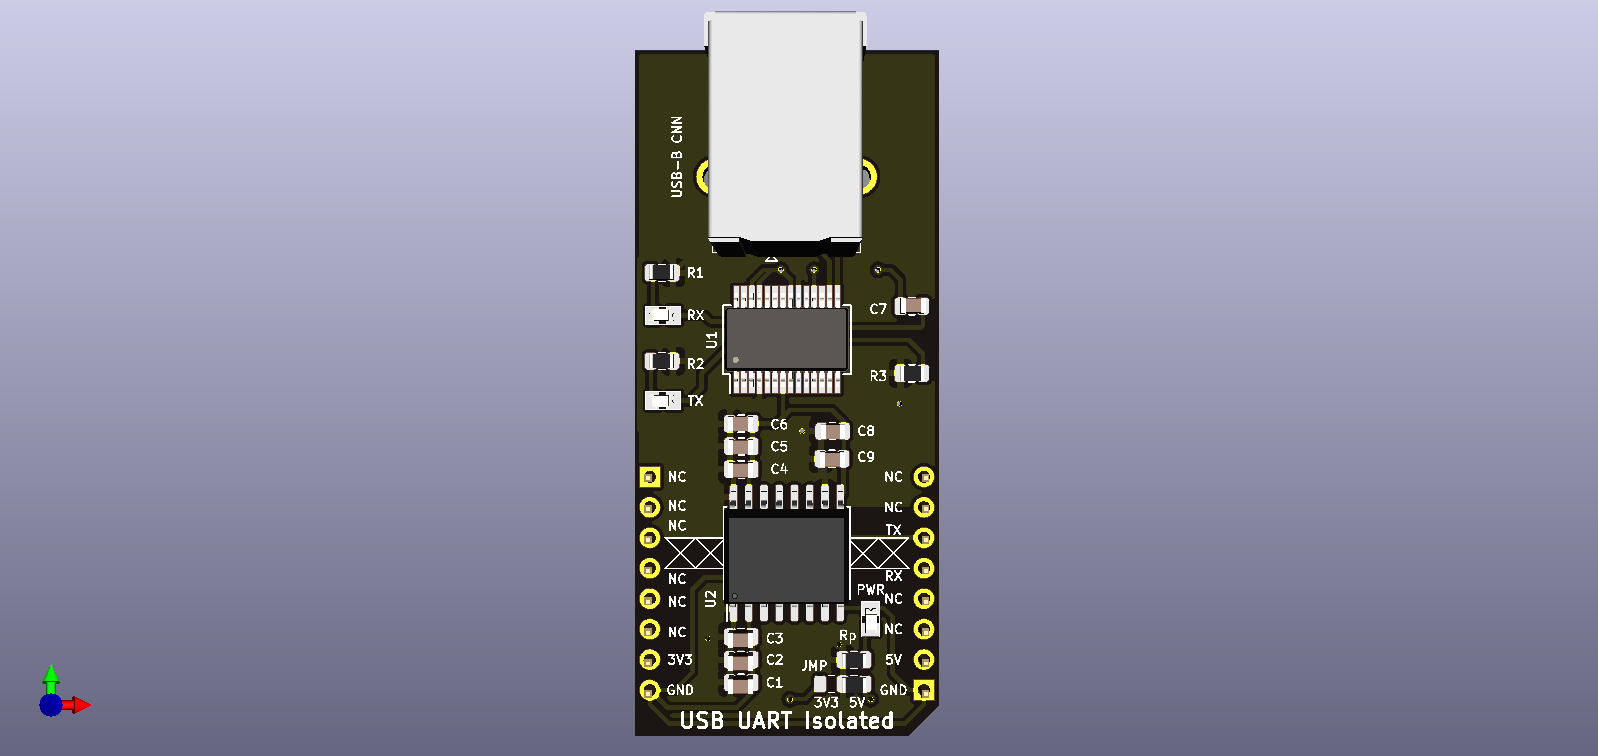 USB-B CNN
R1
RX
C7
U1
R2
R3
TX
C6
C8
C5
C9
C4
NC
NC
NC
NC
NC
TX
NC
RX
U2
PWR
NC
NC
NC
NC
C3
Rp
3V3
C2
JMP
5V
GND
C1
GND
3V3
5V
USB UART Isolated